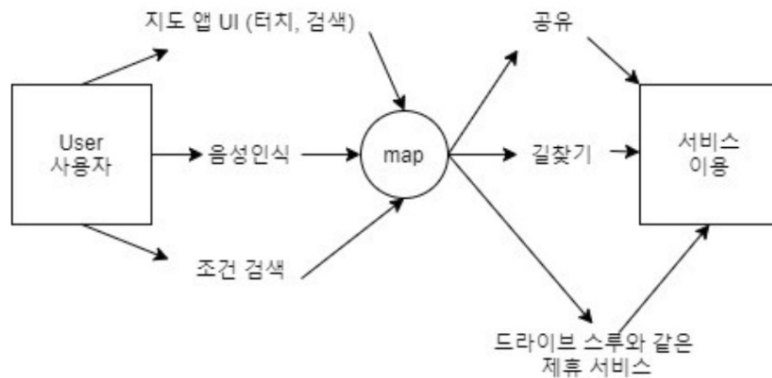 지도 앱 UI (터치, 검색)
공유
User
사용자
음성인식
map
길찾기
서비스
이용
조건 검색
드라이브 스루와 같은
제휴 서비스